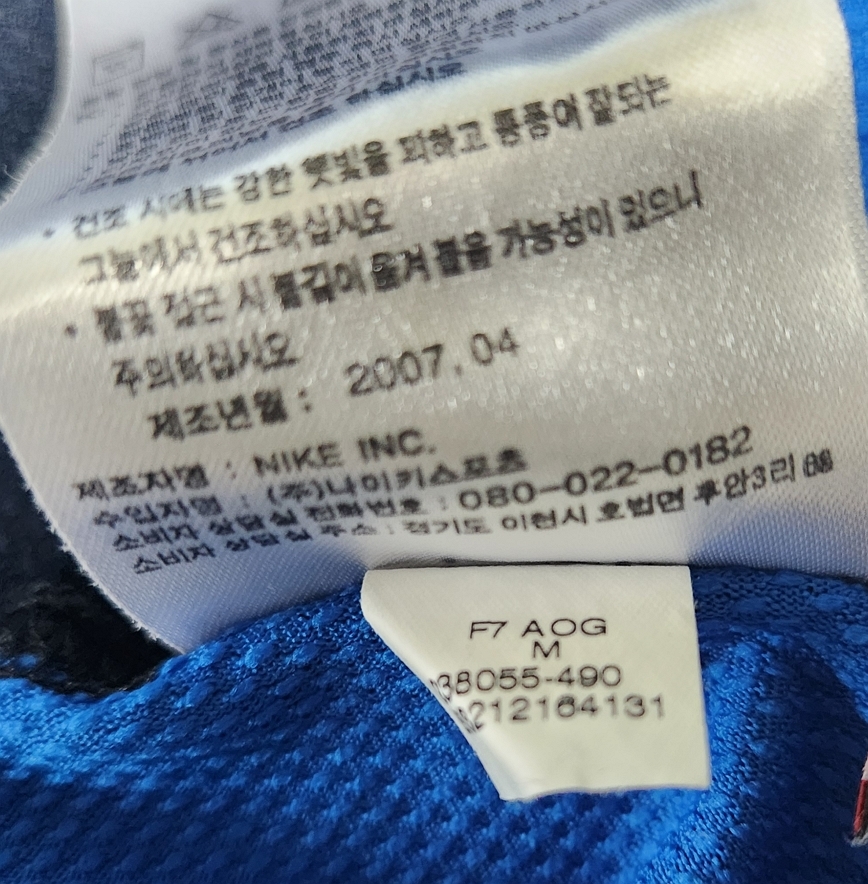 • 건조 시에는 강한 햇빛을 피하고 통풍이 잘되는
그늘에서 건조하십시오
• 불꽃 접근 시 불길이 옮겨 붙을 가능성이 있으니
주의하십시오
제조년월 : 2007.04
제조자명 : NIKE INC.
수입자명 : (주)나이키스포츠
소비자 상담실 전화번호 : 080-022-0182
소비자 상담실 주소 : 경기도 이천시 호법면 후안3리
F7 AOG
M
38055-490
212164131